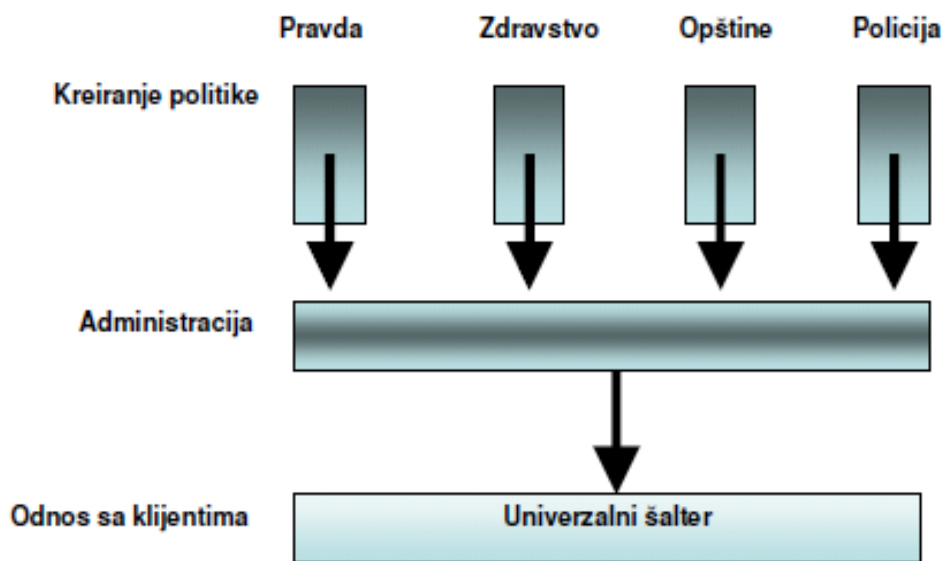 Pravda Zdravstvo Opštine Policija
Kreiranje politike
Administracija
Odnos sa klijentima Univerzalni šalter